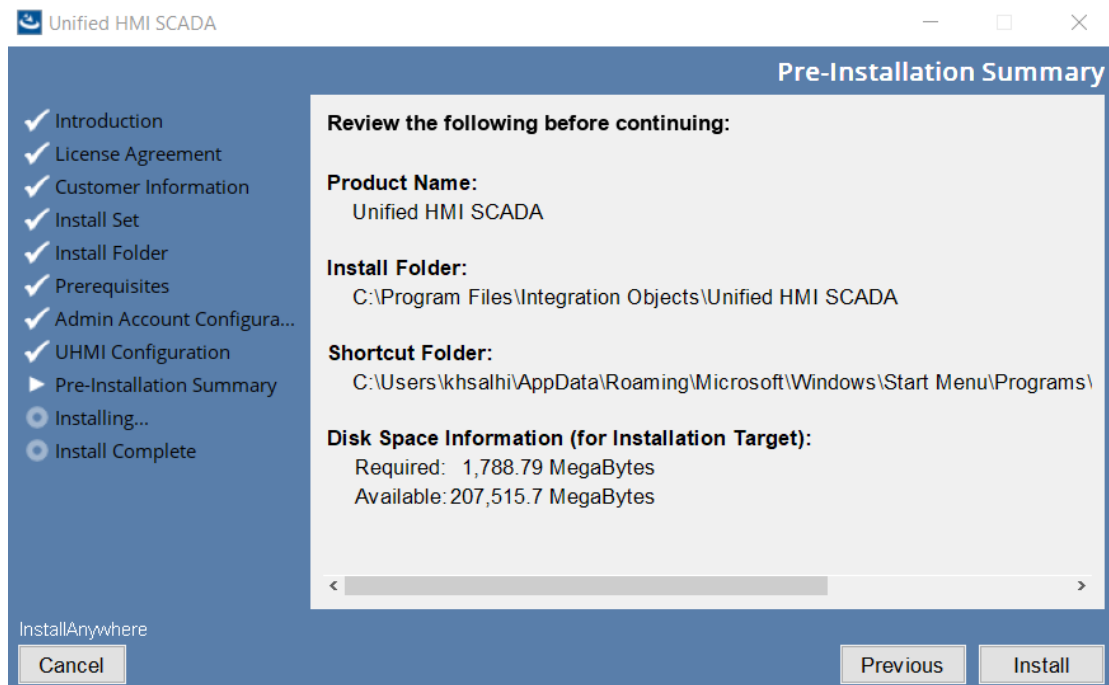 Unified HMI SCADA
Pre-Installation Summary
Introduction
License Agreement
Customer Information
Install Set
Install Folder
Prerequisites
Admin Account Configura...
UHMI Configuration
Pre-Installation Summary
Installing...
Install Complete
Review the following before continuing:
Product Name:
Unified HMI SCADA
Install Folder:
C:\Program Files\Integration Objects\Unified HMI SCADA
Shortcut Folder:
C:\Users\khsalhi\AppData\Roaming\Microsoft\Windows\Start Menu\Programs\
Disk Space Information (for Installation Target):
Required: 1,788.79 MegaBytes
Available: 207,515.7 MegaBytes
InstallAnywhere
Cancel
Previous
Install